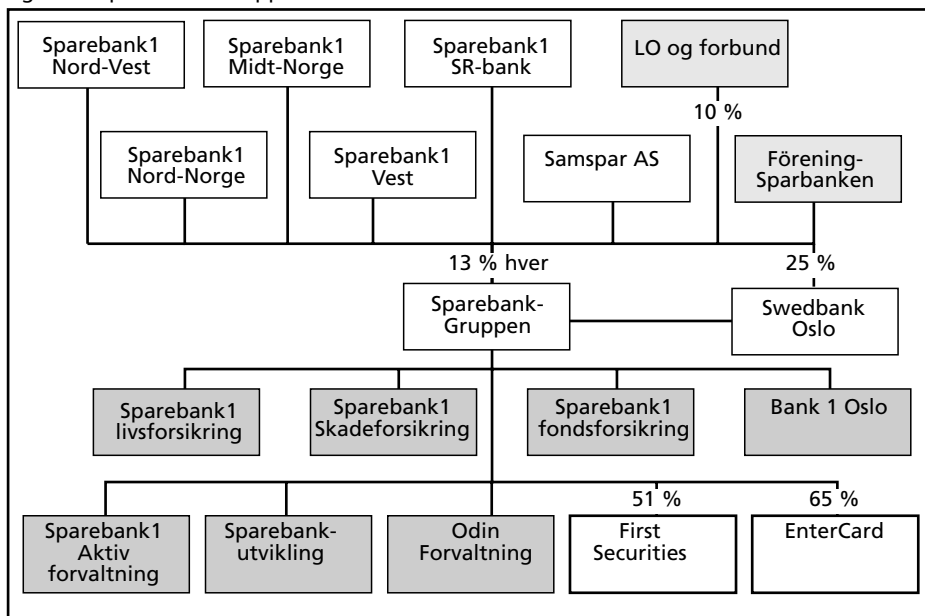 Sparebank1
Nord-Vest
Sparebank1
Midt-Norge
Sparebank1
SR-bank
LO og forbund
10 %
Sparebank1
Nord-Norge
Sparebank1
Vest
Samspar AS
Förening-
Sparbanken
13 % hver
25 %
Sparebank-
Gruppen
Swedbank
Oslo
Sparebank1
livsforsikring
Sparebank1
Skadeforsikring
Sparebank1
fondsforsikring
Bank 1 Oslo
51 %
65 %
Sparebank1
Aktiv
forvaltning
Sparebank-
utvikling
Odin
Forvaltning
First
Securities
EnterCard